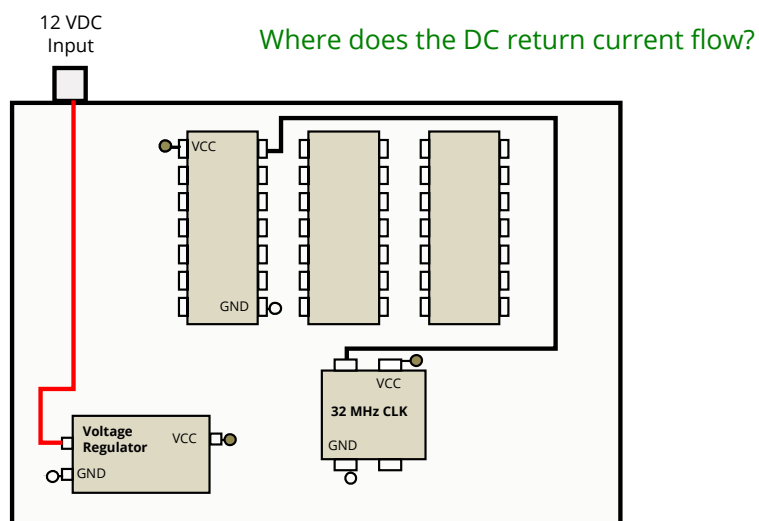 12 VDC
Input
Where does the DC return current flow?
VCC
GND
VCC
32 MHz CLK
GND
Voltage
Regulator
VCC
GND